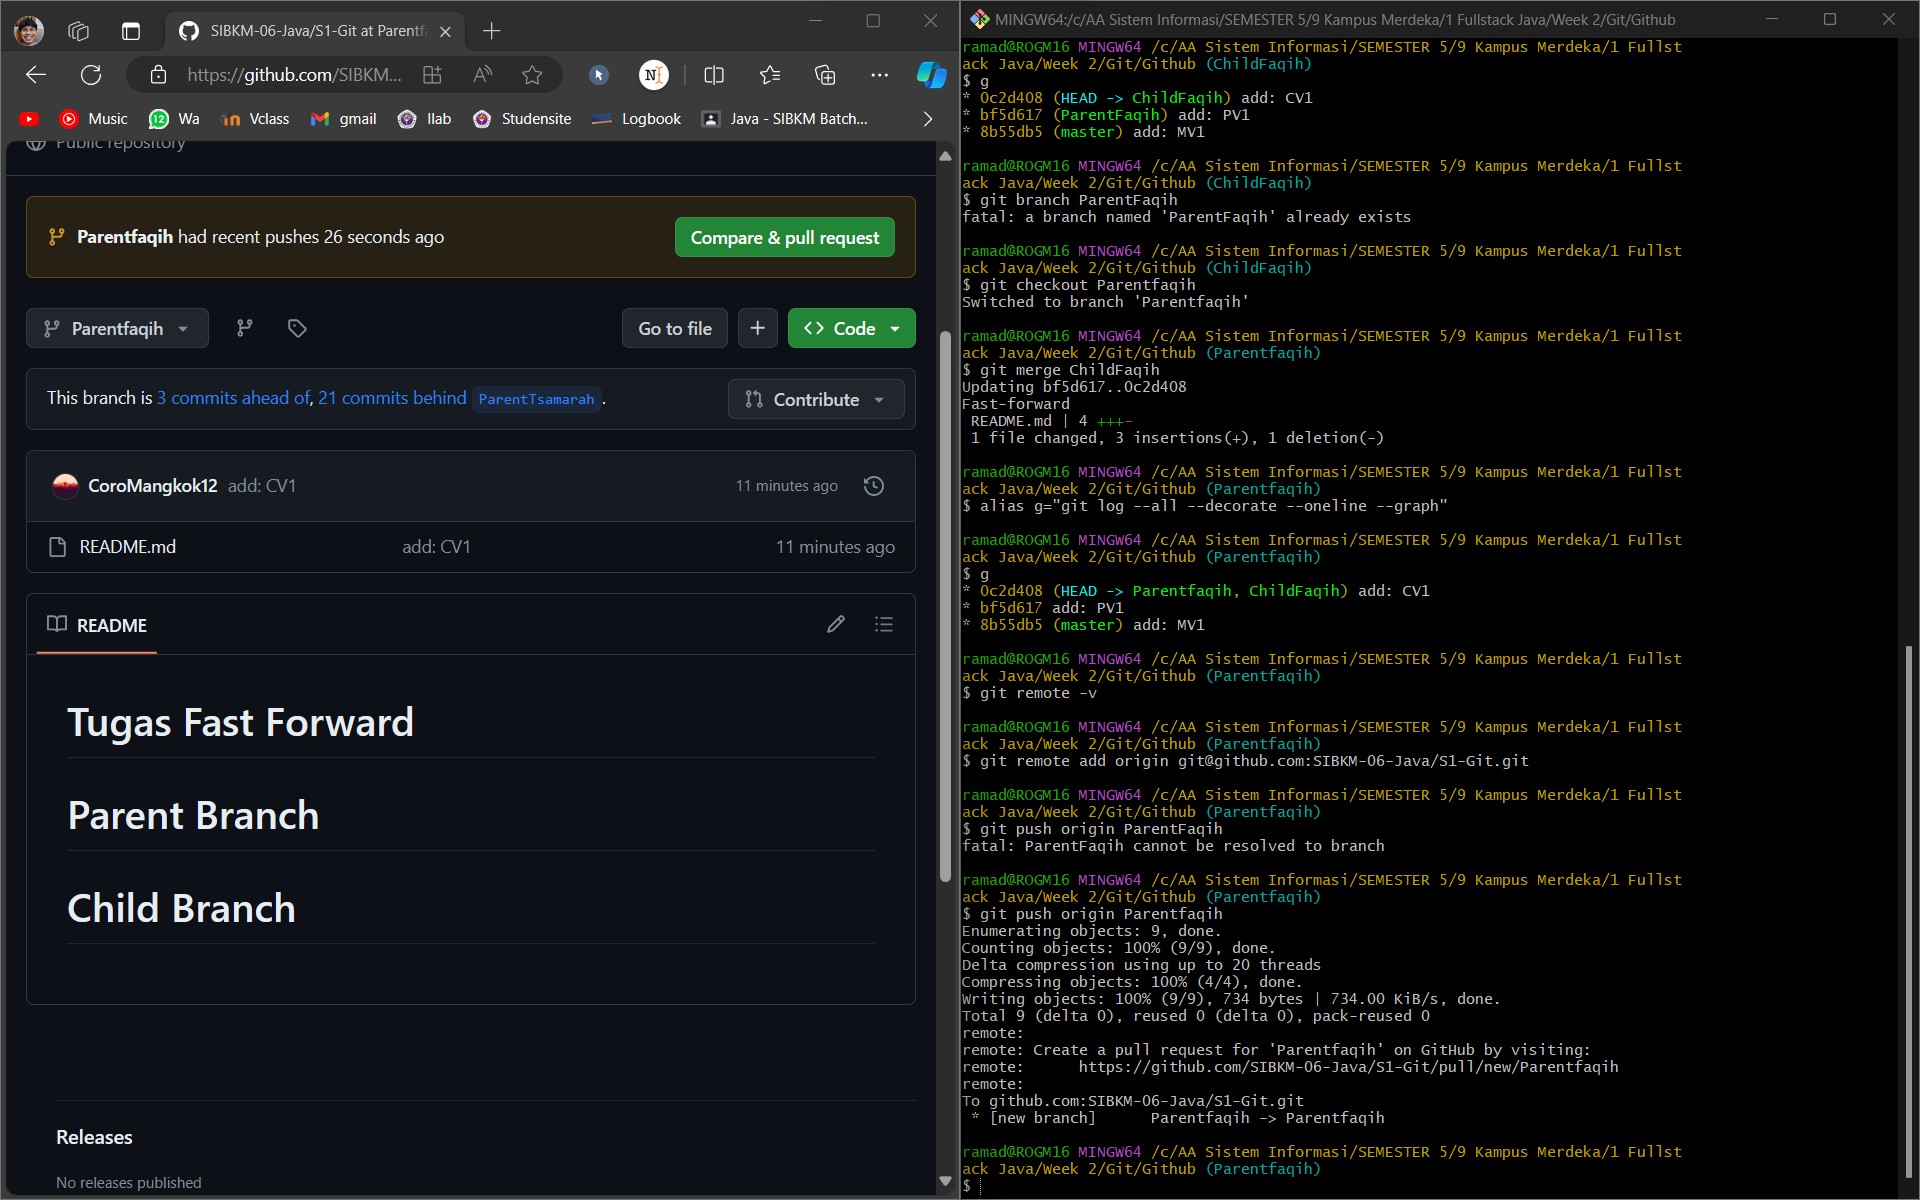 SIBKM-06-Java/S1-Git at Parentfa
https://github.com/SIBKM...
Music
12
Wa
Vclass
gmail
Ilab
Studensite
Logbook
Java - SIBKM Batch...
Public repository
Parentfaqih had recent pushes 26 seconds ago
Compare & pull request
Parentfaqih
Go to file
Code
This branch is 3 commits ahead of, 21 commits behind ParentTsamarah .
Contribute
CoroMangkok12 add: CV1
11 minutes ago
README.md
add: CV1
11 minutes ago
README
Tugas Fast Forward
Parent Branch
Child Branch
Releases
No releases published
MINGW64:/c/AA Sistem Informasi/SEMESTER 5/9 Kampus Merdeka/1 Fullstack Java/Week 2/Git/Github
ramad@ROGM16 MINGW64 /c/AA Sistem Informasi/SEMESTER 5/9 Kampus Merdeka/1 Fullst
ack Java/Week 2/Git/Github (ChildFaqih)
$ g
* 0c2d408 (HEAD -> ChildFaqih) add: CV1
* bf5d617 (ParentFaqih) add: PV1
* 8b55db5 (master) add: MV1
ramad@ROGM16 MINGW64 /c/AA Sistem Informasi/SEMESTER 5/9 Kampus Merdeka/1 Fullst
ack Java/Week 2/Git/Github (ChildFaqih)
$ git branch ParentFaqih
fatal: a branch named 'ParentFaqih' already exists
ramad@ROGM16 MINGW64 /c/AA Sistem Informasi/SEMESTER 5/9 Kampus Merdeka/1 Fullst
ack Java/Week 2/Git/Github (ChildFaqih)
$ git checkout Parentfaqih
Switched to branch 'Parentfaqih'
ramad@ROGM16 MINGW64 /c/AA Sistem Informasi/SEMESTER 5/9 Kampus Merdeka/1 Fullst
ack Java/Week 2/Git/Github (Parentfaqih)
$ git merge ChildFaqih
Updating bf5d617..0c2d408
Fast-forward
README.md | 4 +++-
1 file changed, 3 insertions(+), 1 deletion(-)
ramad@ROGM16 MINGW64 /c/AA Sistem Informasi/SEMESTER 5/9 Kampus Merdeka/1 Fullst
ack Java/Week 2/Git/Github (Parentfaqih)
$ alias g="git log --all --decorate --oneline --graph"
ramad@ROGM16 MINGW64 /c/AA Sistem Informasi/SEMESTER 5/9 Kampus Merdeka/1 Fullst
ack Java/Week 2/Git/Github (Parentfaqih)
$ g
* 0c2d408 (HEAD -> Parentfaqih, ChildFaqih) add: CV1
* bf5d617 add: PV1
* 8b55db5 (master) add: MV1
ramad@ROGM16 MINGW64 /c/AA Sistem Informasi/SEMESTER 5/9 Kampus Merdeka/1 Fullst
ack Java/Week 2/Git/Github (Parentfaqih)
$ git remote -v
ramad@ROGM16 MINGW64 /c/AA Sistem Informasi/SEMESTER 5/9 Kampus Merdeka/1 Fullst
ack Java/Week 2/Git/Github (Parentfaqih)
$ git remote add origin git@github.com:SIBKM-06-Java/S1-Git.git
ramad@ROGM16 MINGW64 /c/AA Sistem Informasi/SEMESTER 5/9 Kampus Merdeka/1 Fullst
ack Java/Week 2/Git/Github (Parentfaqih)
$ git push origin ParentFaqih
fatal: ParentFaqih cannot be resolved to branch
ramad@ROGM16 MINGW64 /c/AA Sistem Informasi/SEMESTER 5/9 Kampus Merdeka/1 Fullst
ack Java/Week 2/Git/Github (Parentfaqih)
$ git push origin Parentfaqih
Enumerating objects: 9, done.
Counting objects: 100% (9/9), done.
Delta compression using up to 20 threads
Compressing objects: 100% (4/4), done.
Writing objects: 100% (9/9), 734 bytes | 734.00 KiB/s, done.
Total 9 (delta 0), reused 0 (delta 0), pack-reused 0
remote:
remote: Create a pull request for 'Parentfaqih' on GitHub by visiting:
remote: https://github.com/SIBKM-06-Java/S1-Git/pull/new/Parentfaqih
remote:
To github.com:SIBKM-06-Java/S1-Git.git
* [new branch] Parentfaqih -> Parentfaqih
ramad@ROGM16 MINGW64 /c/AA Sistem Informasi/SEMESTER 5/9 Kampus Merdeka/1 Fullst
ack Java/Week 2/Git/Github (Parentfaqih)
$